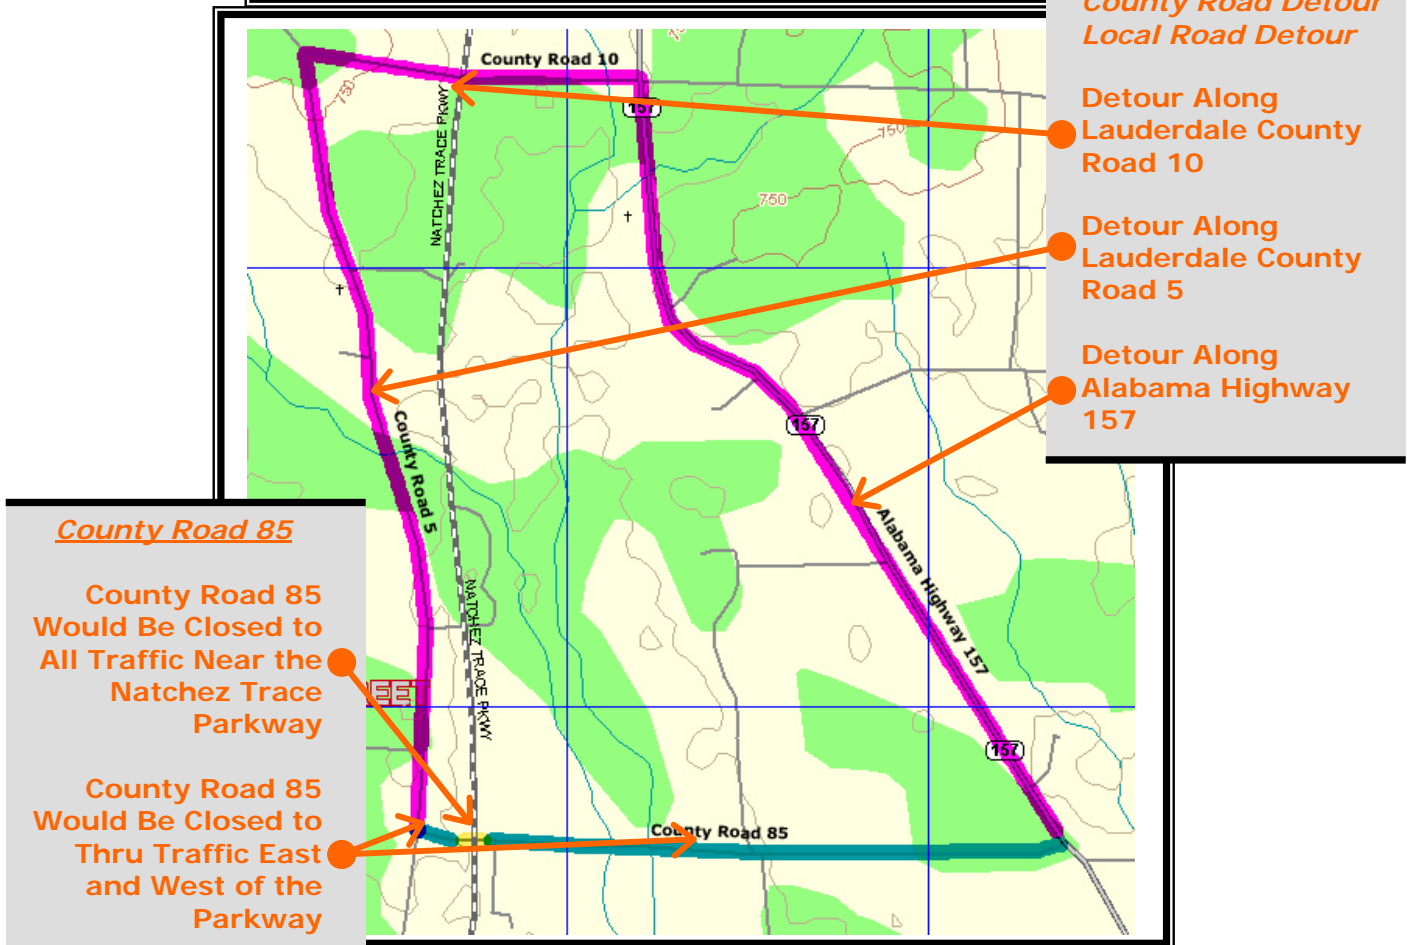 County Road Detour
Local Road Detour
Detour Along
Lauderdale County
Road 10
Detour Along
Lauderdale County
Road 5
Detour Along
Alabama Highway
157
County Road 10
157
750
NATCHEZ TRACE PKWY
750
750
County Road 5
157
Alabama Highway 157
NATCHEZ TRACE PKWY
157
County Road 85
County Road 85
County Road 85
Would Be Closed to
All Traffic Near the
Natchez Trace
Parkway
County Road 85
Would Be Closed to
Thru Traffic East
and West of the
Parkway